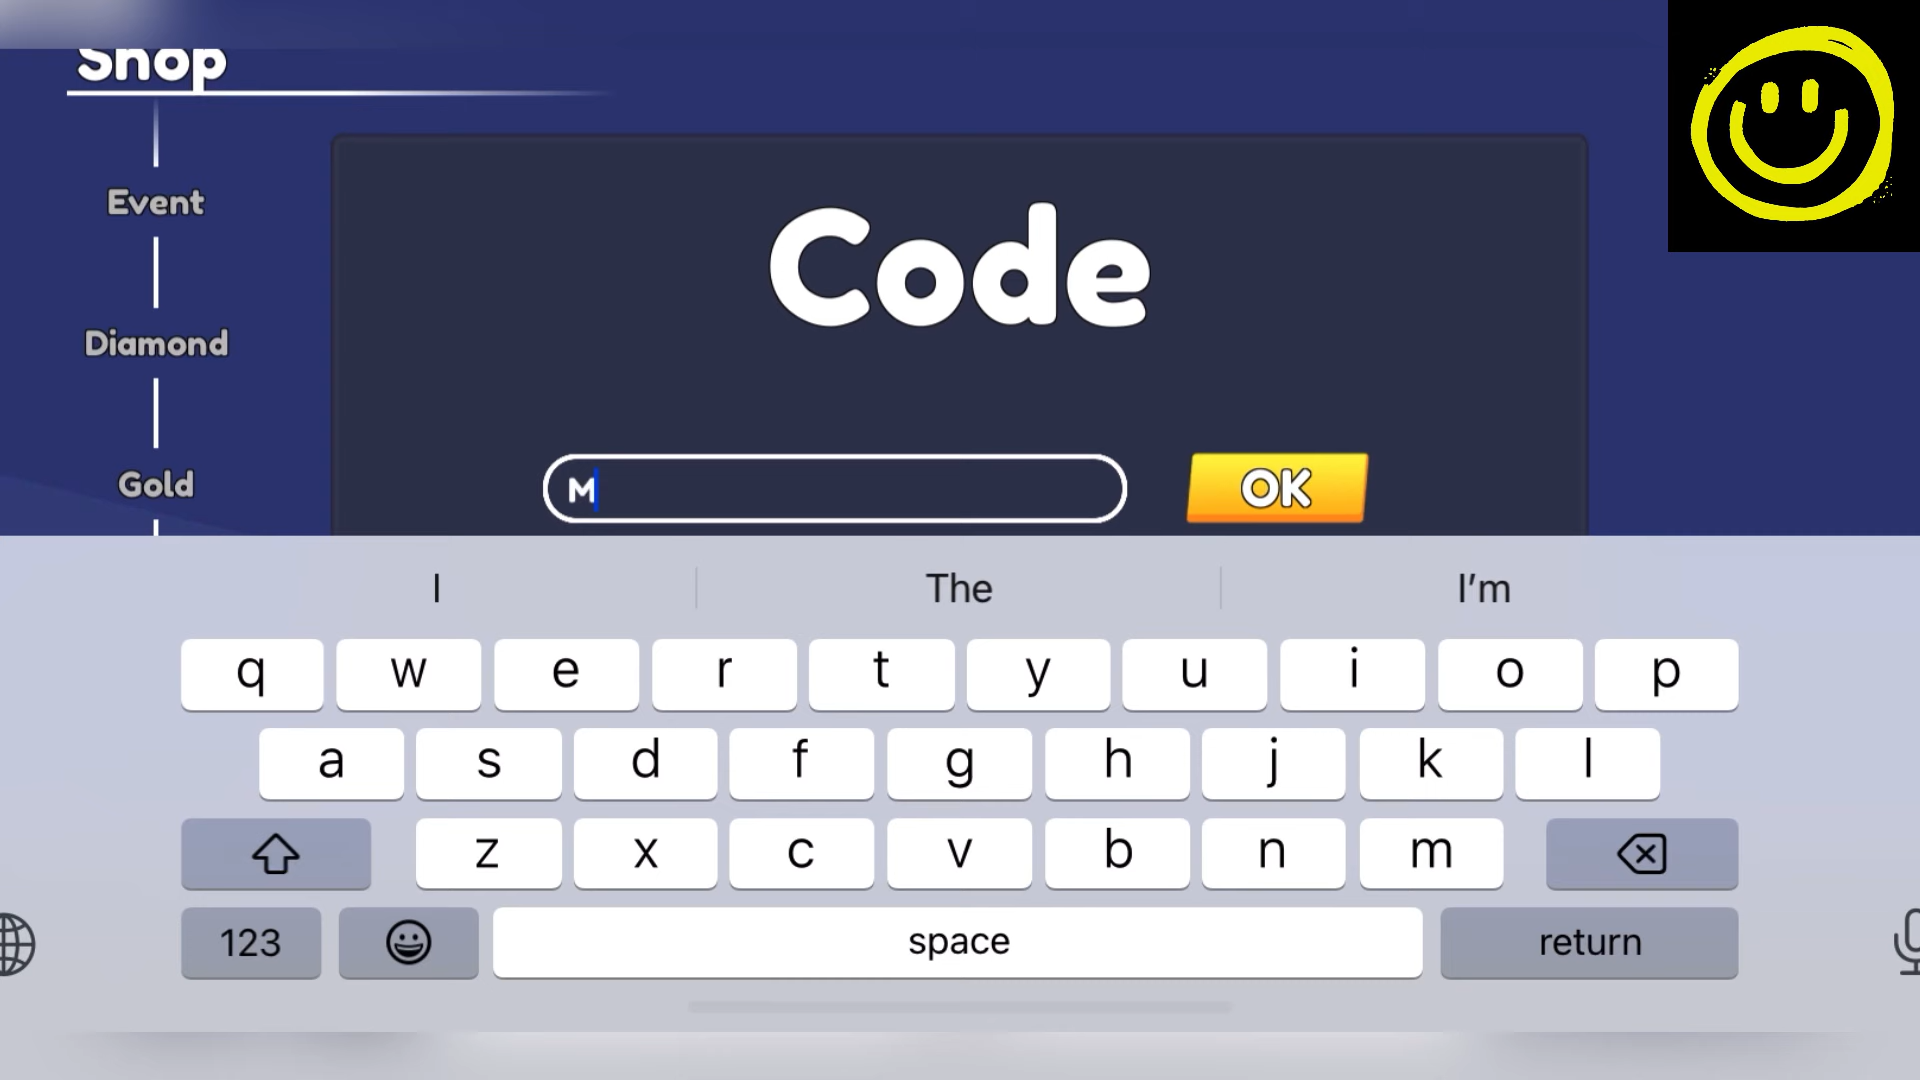 Shop
Event
Diamond
Gold
Code
M
OK
I
The
I'm
q w e r t y u i o p
a s d f g h j k l
z x c v b n m
123
space
return